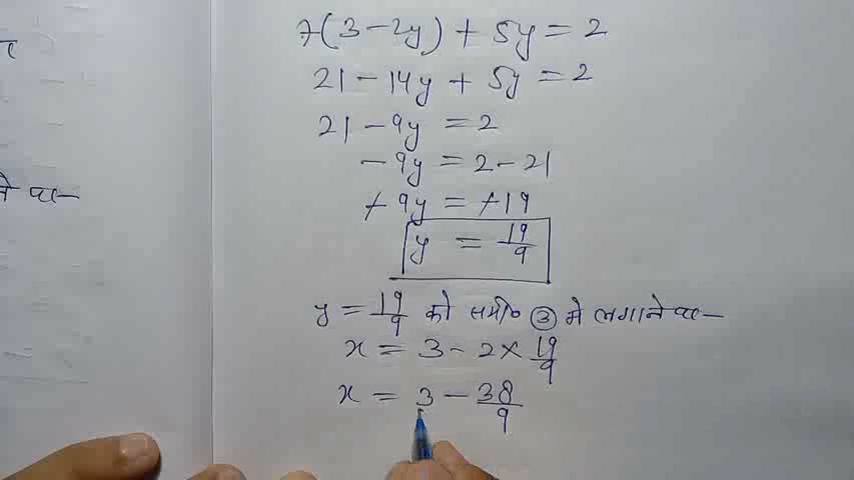 ने पर-
7(3-2y) + 5y = 2
21 - 14y + 5y = 2
21 - 9y = 2
- 9y = 2 - 21
+ 9y = +19
y = 19/9
y = 19/9 को समी० ③ मे लगाने पर-
x = 3 - 2 × 19/9
x = 3 - 38/9